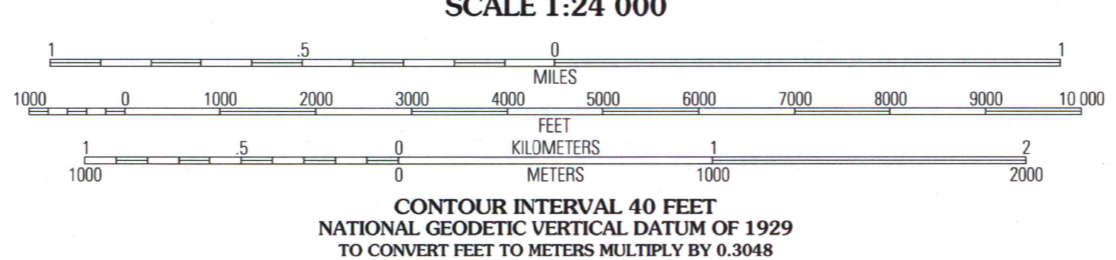 SCALE 1:24 000
1 .5 0 1
MILES
1000 0 1000 2000 3000 4000 5000 6000 7000 8000 9000 10 000
FEET
1 .5 0 KILOMETERS 1 2
1000 0 METERS 1000 2000
CONTOUR INTERVAL 40 FEET
NATIONAL GEODETIC VERTICAL DATUM OF 1929
TO CONVERT FEET TO METERS MULTIPLY BY 0.3048